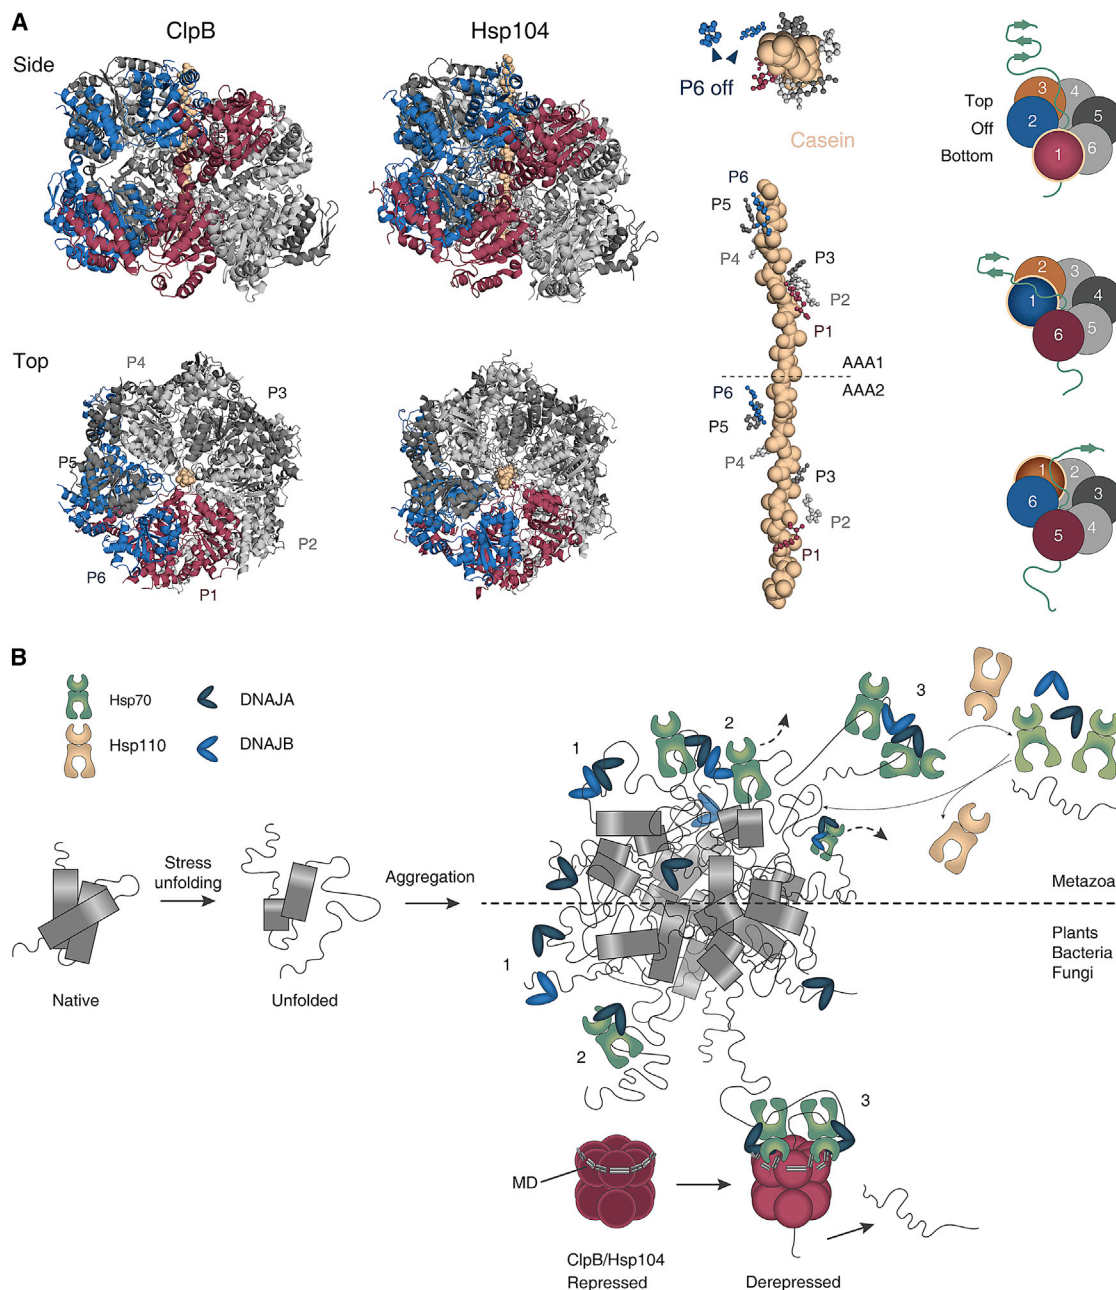 A
ClpB
Hsp104
Side
P6 off
Casein
Top
Off
Bottom
3
4
2
5
1
6
P6
P5
P4
P3
P2
P1
AAA1
AAA2
P6
P5
P4
P3
P2
P1
2
3
1
4
6
5
1
2
6
3
5
4
Top
P4
P3
P5
P2
P6
P1
B
Hsp70
DNAJA
Hsp110
DNAJB
Native
Stress
unfolding
Unfolded
Aggregation
1
2
3
Metazoa
Plants
Bacteria
Fungi
1
2
3
MD
ClpB/Hsp104
Repressed
Derepressed